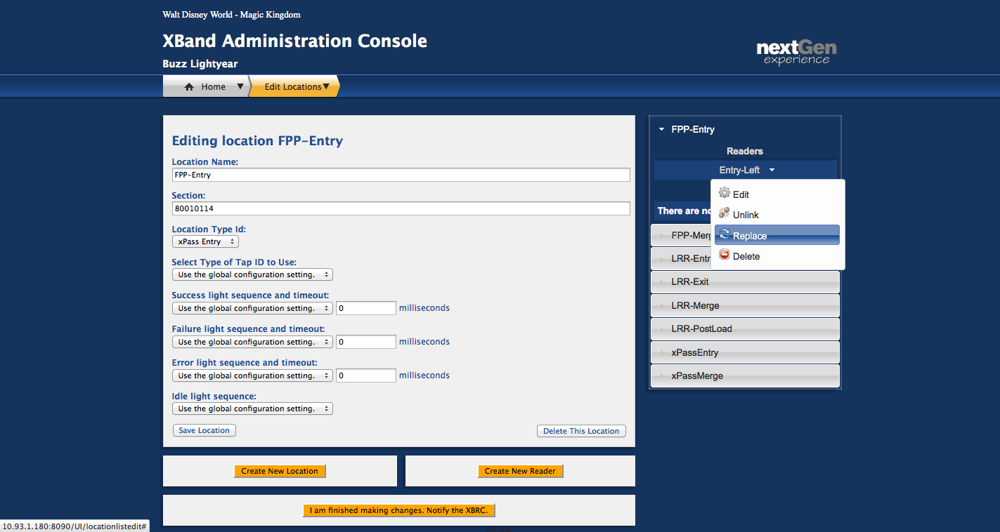 Walt Disney World - Magic Kingdom
XBand Administration Console
Buzz Lightyear
nextGen
experience
Home
Edit Locations
Editing location FPP-Entry
Location Name:
FPP-Entry
Section:
80010114
Location Type Id:
xPass Entry
Select Type of Tap ID to Use:
Use the global configuration setting.
Success light sequence and timeout:
Use the global configuration setting. 0 milliseconds
Failure light sequence and timeout:
Use the global configuration setting. 0 milliseconds
Error light sequence and timeout:
Use the global configuration setting. 0 milliseconds
Idle light sequence:
Use the global configuration setting.
Save Location
Delete This Location
Create New Location
Create New Reader
I am finished making changes. Notify the XBRC.
FPP-Entry
Readers
Entry-Left
Edit
Unlink
Replace
Delete
There are no
FPP-Merg
LRR-Entr
LRR-Exit
LRR-Merge
LRR-PostLoad
xPassEntry
xPassMerge
10.93.1.180:8090/UI/locationlistedit#